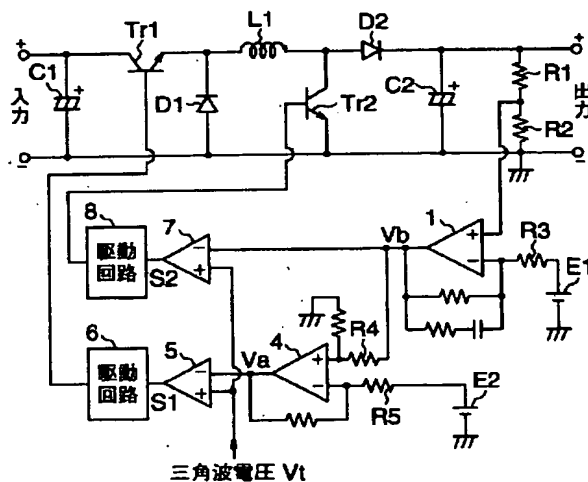 L1
D2
+
Tr1
+
C1
+
D1
Tr2
C2
+
R1
入力
出力
R2
−
−
8
7
Vb
1
駆動回路
S2
−
+
+
−
R3
E1
6
5
Va
4
R4
駆動回路
S1
−
+
+
−
R5
E2
三角波電圧 Vt